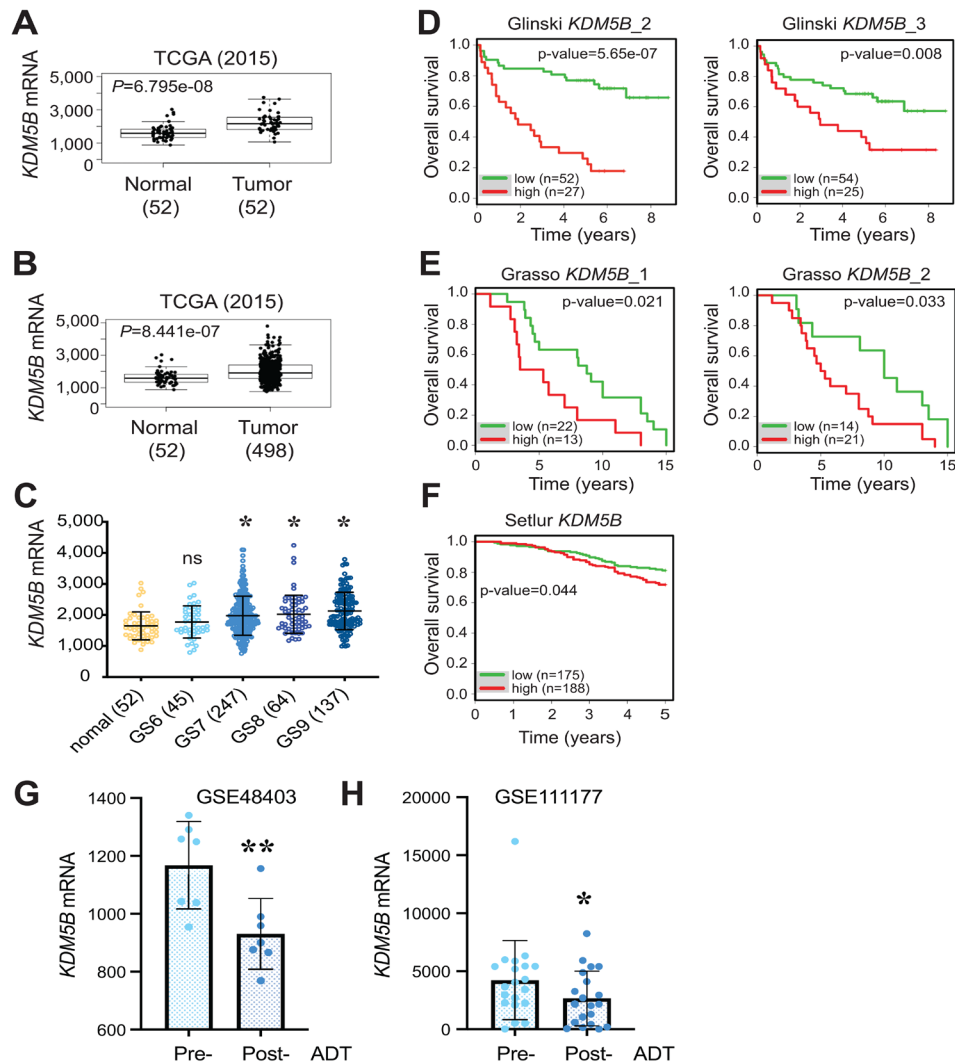 A
TCGA (2015)
KDM5B mRNA
5,000
3,000
1,000
0
P=6.795e-08
Normal
(52)
Tumor
(52)
B
TCGA (2015)
KDM5B mRNA
5,000
3,000
1,000
0
P=8.441e-07
Normal
(52)
Tumor
(498)
C
KDM5B mRNA
5,000
4,000
3,000
2,000
1,000
0
ns
*
*
*
nomal (52)
GS6 (45)
GS7 (247)
GS8 (64)
GS9 (137)
D
Glinski KDM5B_2
p-value=5.65e-07
Overall survival
1.0
0.8
0.6
0.4
0.2
0.0
low (n=52)
high (n=27)
0 2 4 6 8
Time (years)
Glinski KDM5B_3
p-value=0.008
Overall survival
1.0
0.8
0.6
0.4
0.2
0.0
low (n=54)
high (n=25)
0 2 4 6 8
Time (years)
E
Grasso KDM5B_1
p-value=0.021
Overall survival
1.0
0.8
0.6
0.4
0.2
0.0
low (n=22)
high (n=13)
0 5 10 15
Time (years)
Grasso KDM5B_2
p-value=0.033
Overall survival
1.0
0.8
0.6
0.4
0.2
0.0
low (n=14)
high (n=21)
0 5 10 15
Time (years)
F
Setlur KDM5B
p-value=0.044
Overall survival
1.0
0.8
0.6
0.4
0.2
0.0
low (n=175)
high (n=188)
0 1 2 3 4 5
Time (years)
G
GSE48403
KDM5B mRNA
1400
1200
1000
800
600
**
Pre- Post- ADT
H
GSE111177
KDM5B mRNA
20000
15000
10000
5000
0
*
Pre- Post- ADT